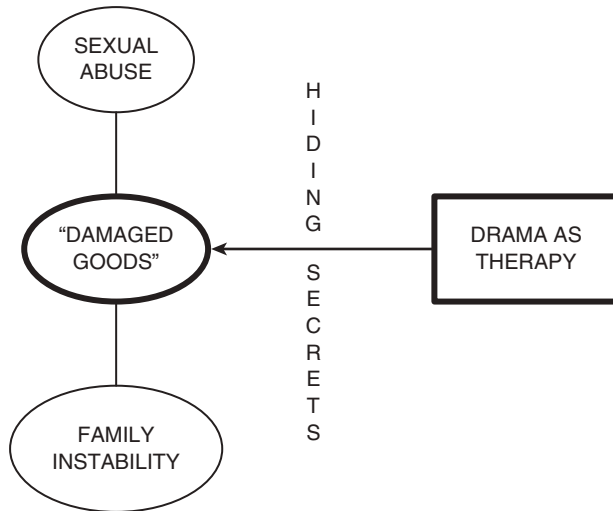 SEXUAL
ABUSE
HIDING
“DAMAGED
GOODS”
DRAMA AS
THERAPY
SECRETS
FAMILY
INSTABILITY